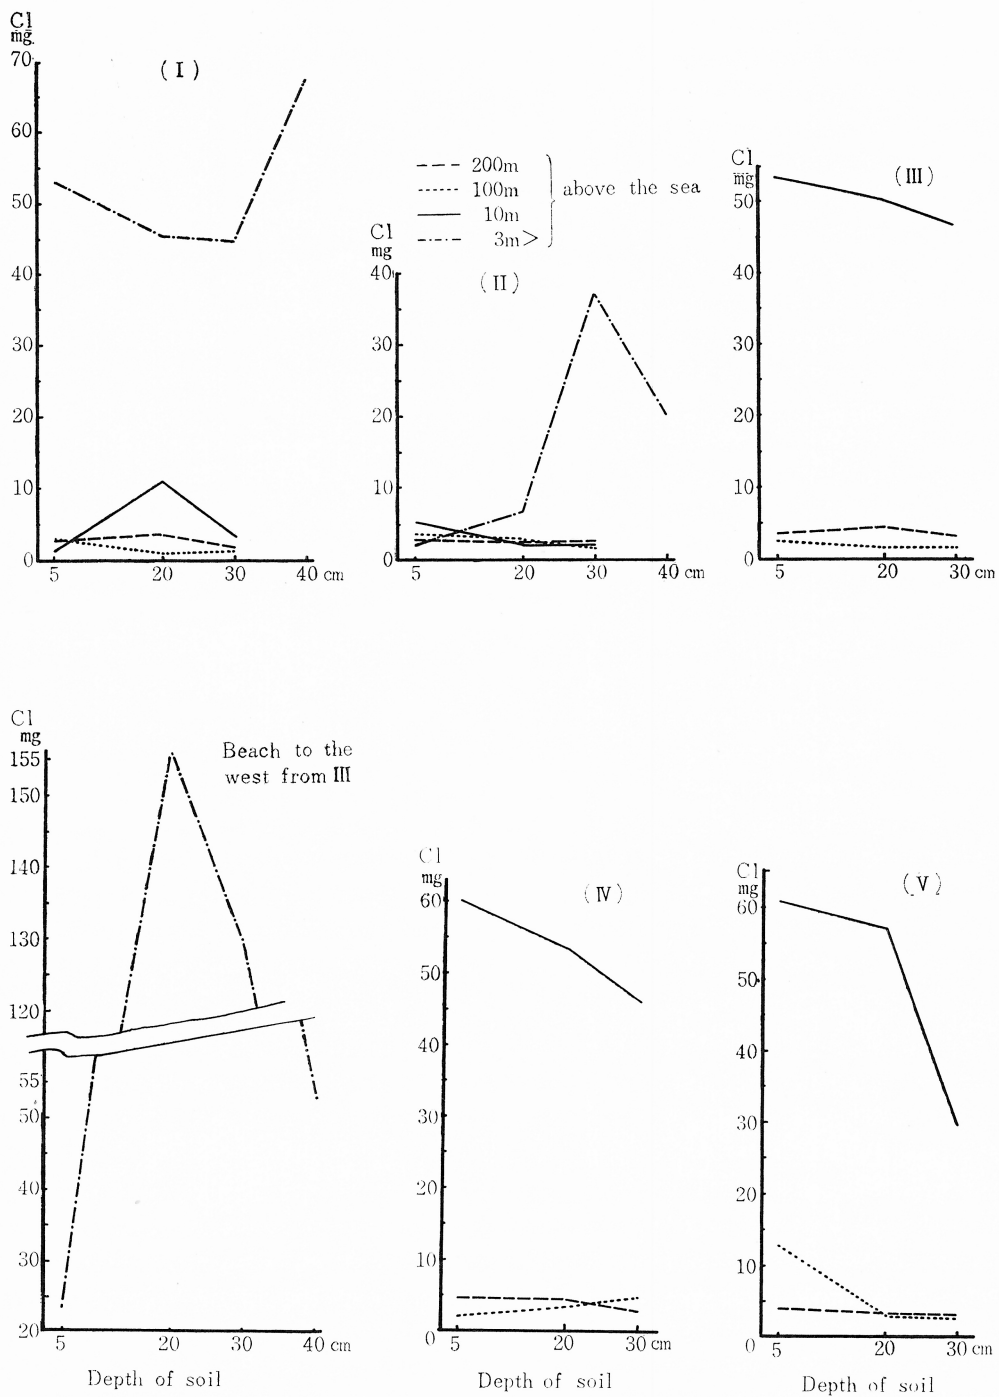 Cl
mg.
70
60
50
40
30
20
10
0
5 20 30 40 cm
(I)
--- 200m
100m
10m
3m>
above the sea
Cl
mg
40
30
20
10
0
5 20 30 40 cm
(II)
Cl
mg
50
40
30
20
10
0
5 20 30 cm
(III)
Cl
mg
155
150
140
130
120
55
50
40
30
20
5 20 30 40 cm
Depth of soil
Beach to the
west from III
Cl
mg
60
50
40
30
20
10
0
5 20 30 cm
Depth of soil
(IV)
Cl
mg
60
50
40
30
20
10
0
5 20 30 cm
Depth of soil
(V)